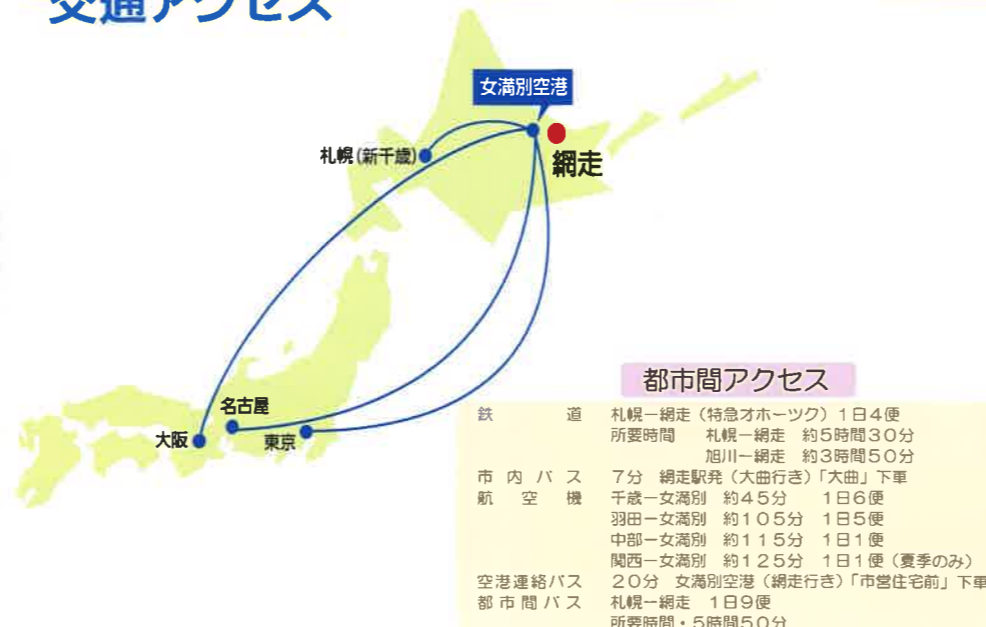 交通アクセス
女満別空港
札幌(新千歳)
網走
名古屋
大阪
東京
都市間アクセス
鉄　　　道　札幌ー網走（特急オホーツク）１日４便
所要時間　札幌ー網走　約５時間３０分
旭川ー網走　約３時間５０分
市内バス　７分　網走駅発（大曲行き）「大曲」下車
航　空　機　千歳ー女満別　約４５分　１日６便
羽田ー女満別　約１０５分　１日５便
中部ー女満別　約１１５分　１日１便
関西ー女満別　約１２５分　１日１便（夏季のみ）
空港連絡バス　２０分　女満別空港（網走行き）「市営住宅前」下車
都市間バス　札幌ー網走　１日９便
所要時間・５時間５０分